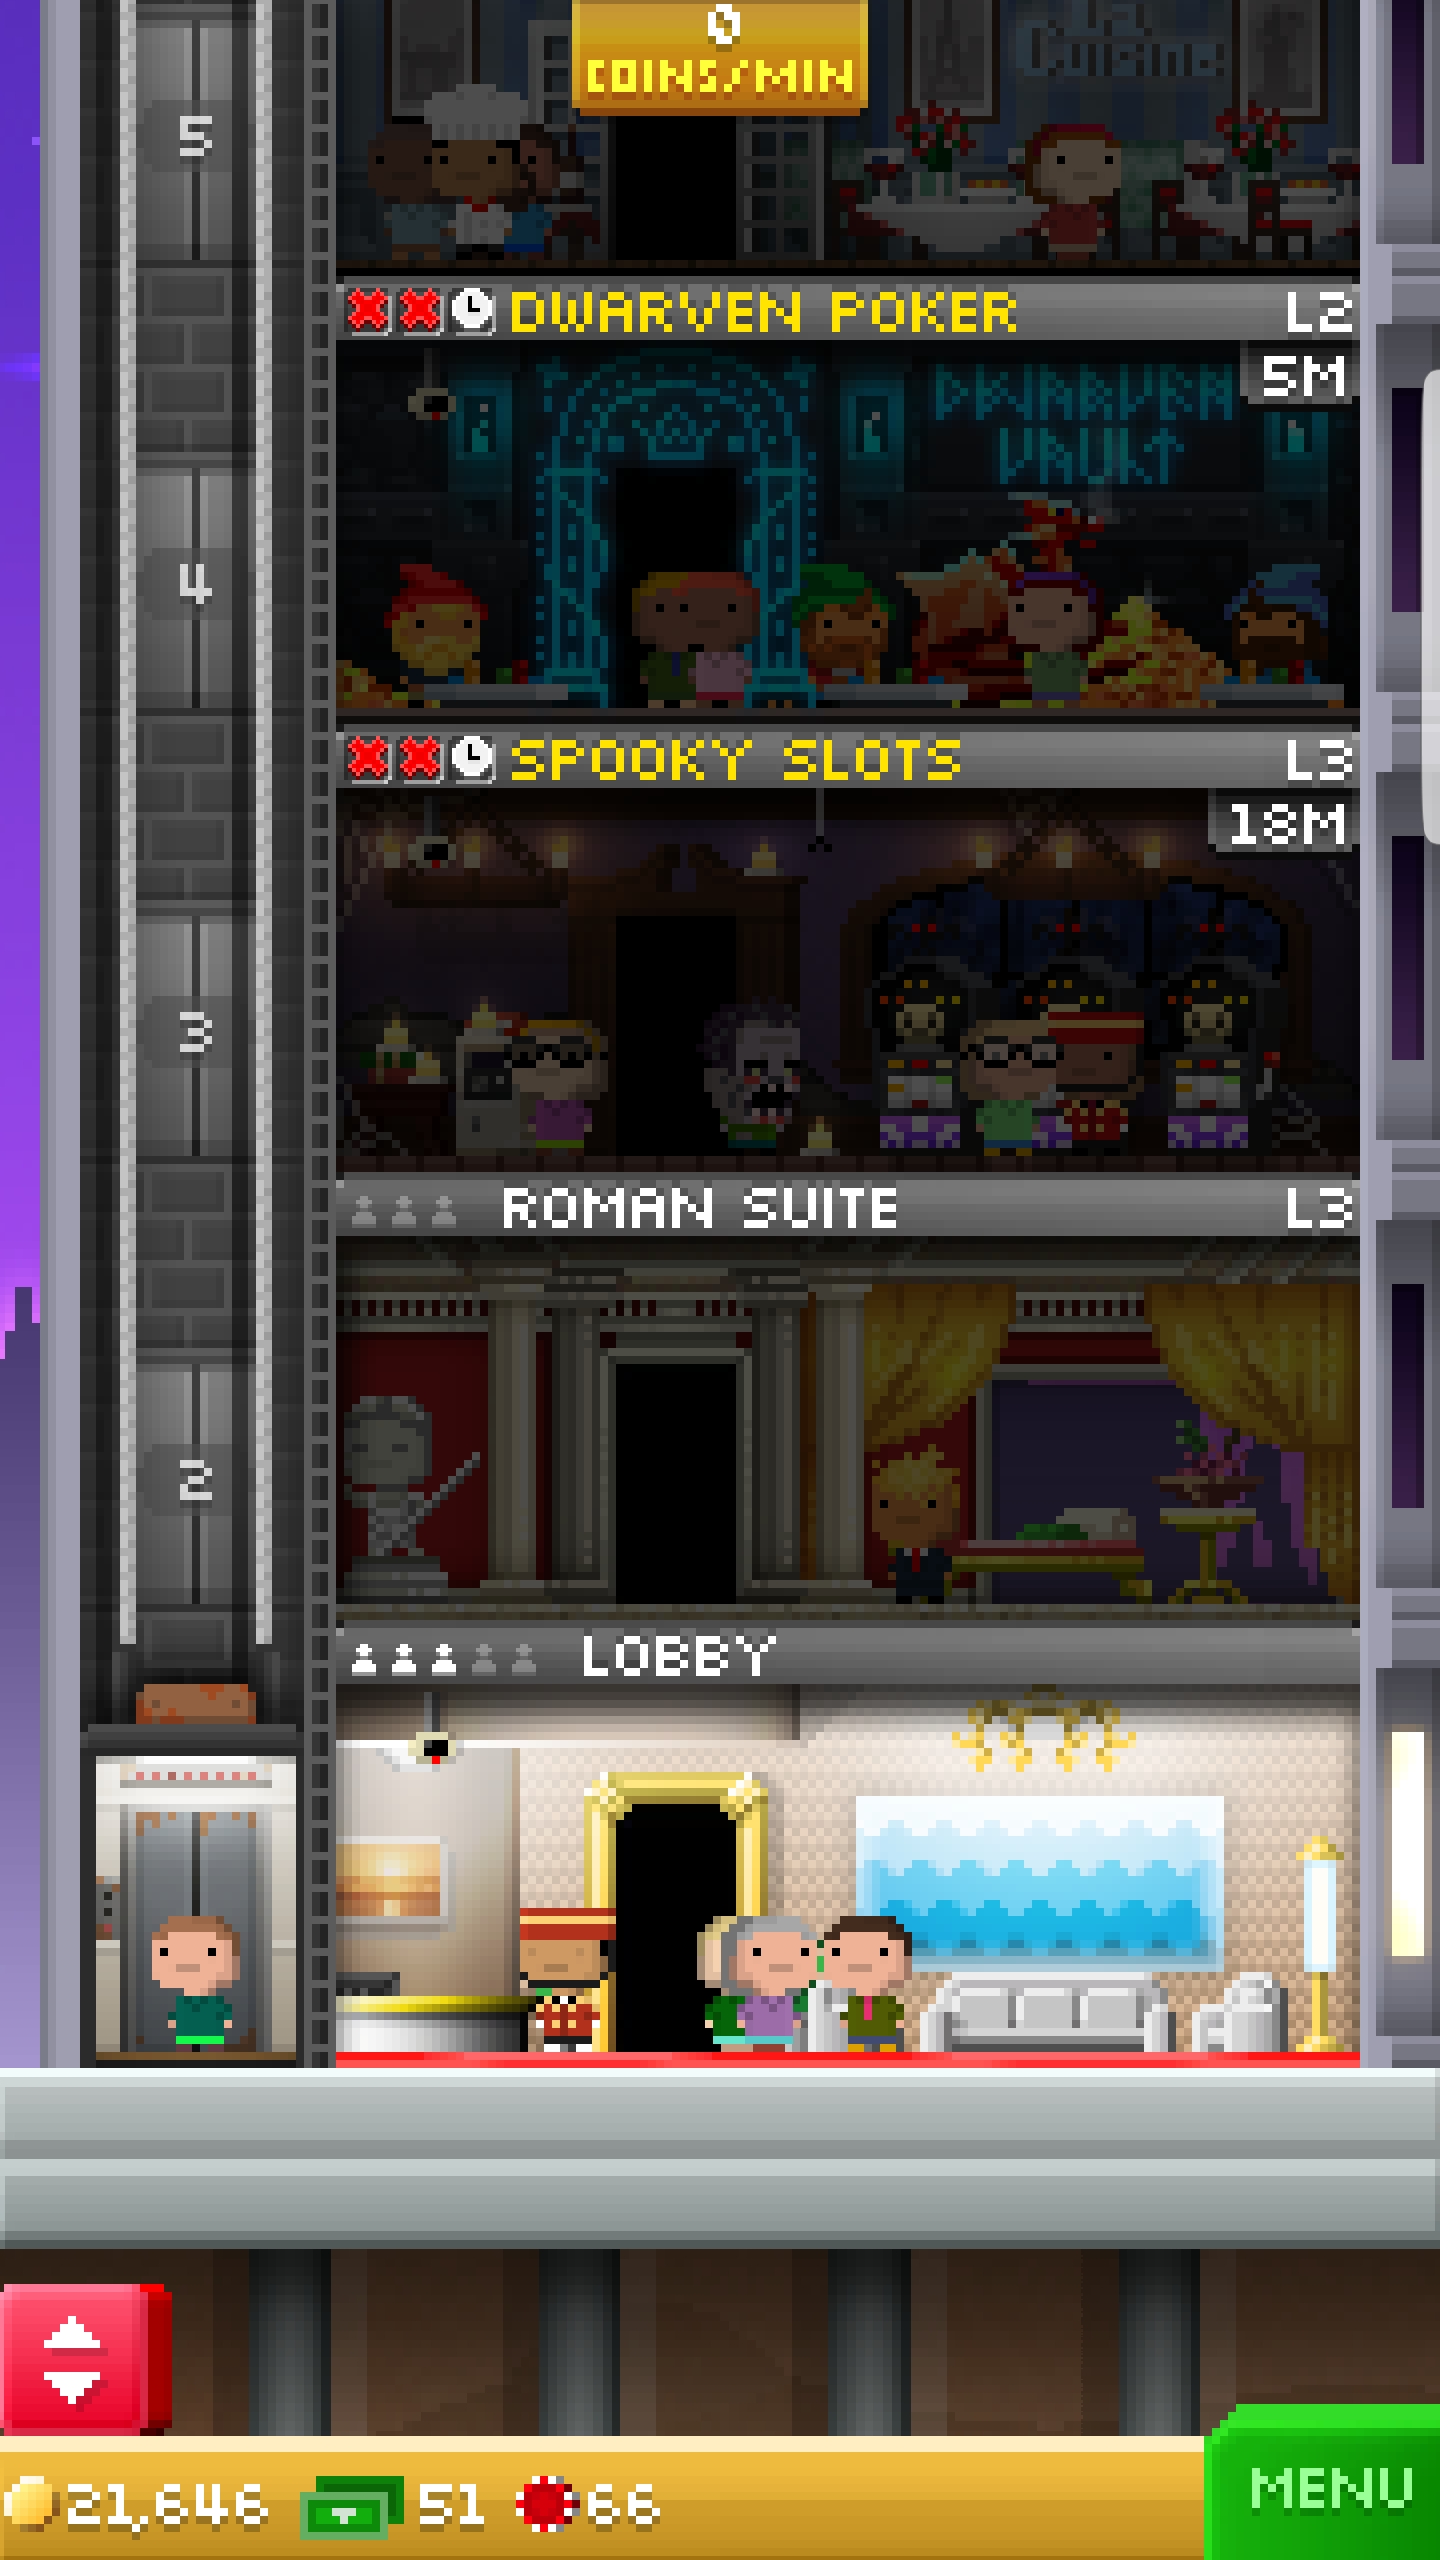 0
COINS/MIN
Cuisine
5
DWARVEN POKER L2
5M
DWARVEN
VAULT
4
SPOOKY SLOTS L3
18M
3
ROMAN SUITE L3
2
LOBBY
21,646 51 66
MENU